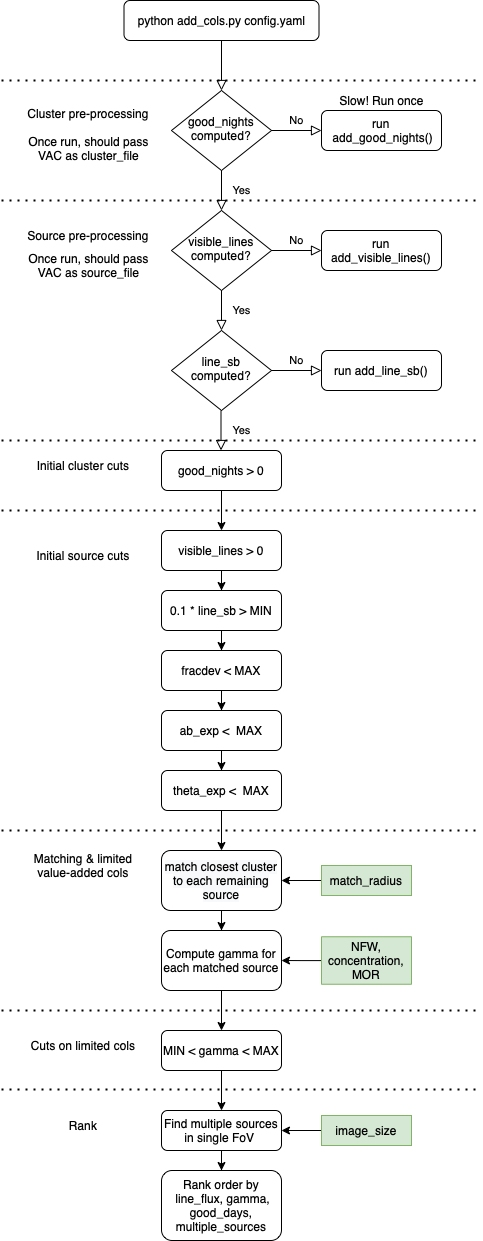 python add_cols.py config.yaml
Cluster pre-processing
Once run, should pass
VAC as cluster_file
good_nights
computed?
No
Slow! Run once
run
add_good_nights()
Yes
Source pre-processing
Once run, should pass
VAC as source_file
visible_lines
computed?
No
run
add_visible_lines()
Yes
line_sb
computed?
No
run add_line_sb()
Yes
Initial cluster cuts
good_nights > 0
Initial source cuts
visible_lines > 0
0.1 * line_sb > MIN
fracdev < MAX
ab_exp < MAX
theta_exp < MAX
Matching & limited
value-added cols
match closest cluster
to each remaining
source
match_radius
Compute gamma for
each matched source
NFW,
concentration,
MOR
Cuts on limited cols
MIN < gamma < MAX
Rank
Find multiple sources
in single FoV
image_size
Rank order by
line_flux, gamma,
good_days,
multiple_sources